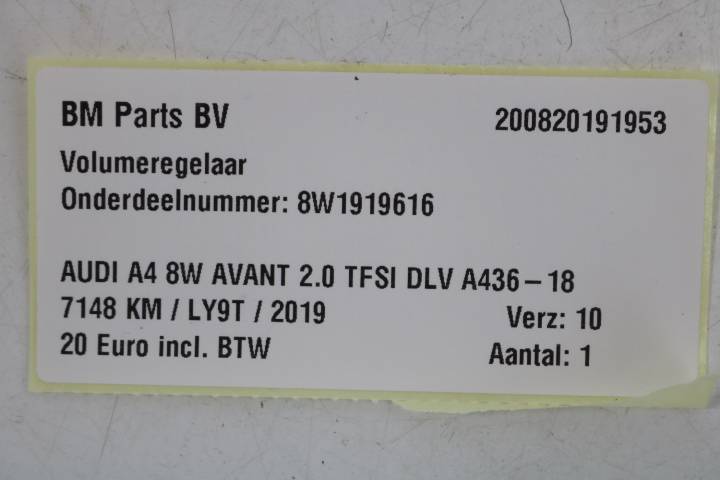 BM Parts BV 200820191953
Volumeregelaar
Onderdeelnummer: 8W1919616
AUDI A4 8W AVANT 2.0 TFSI DLV A436-18
7148 KM / LY9T / 2019 Verz: 10
20 Euro incl. BTW Aantal: 1